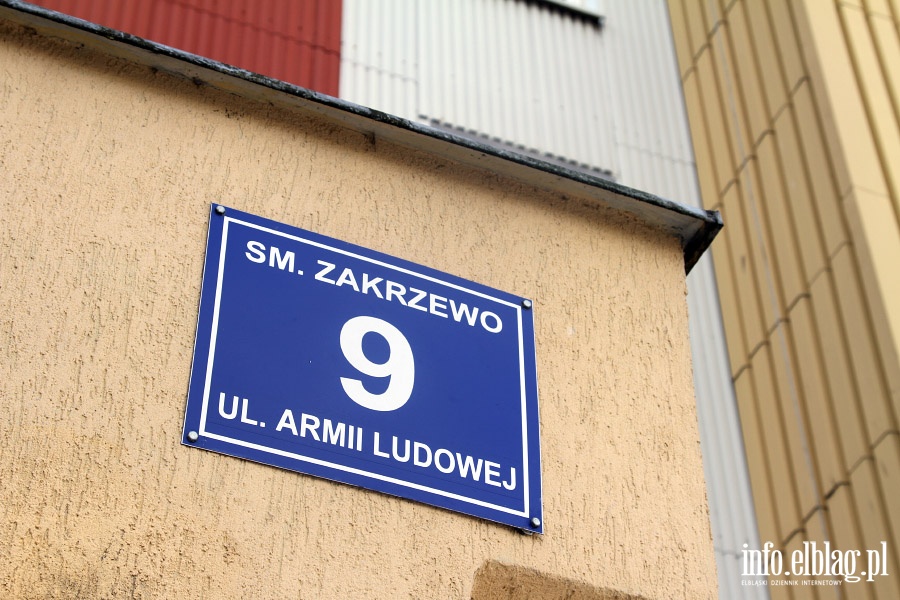 SM. ZAKRZEWO
9
UL. ARMII LUDOWEJ
info.elblag.pl
ELBLĄSKI DZIENNIK INTERNETOWY